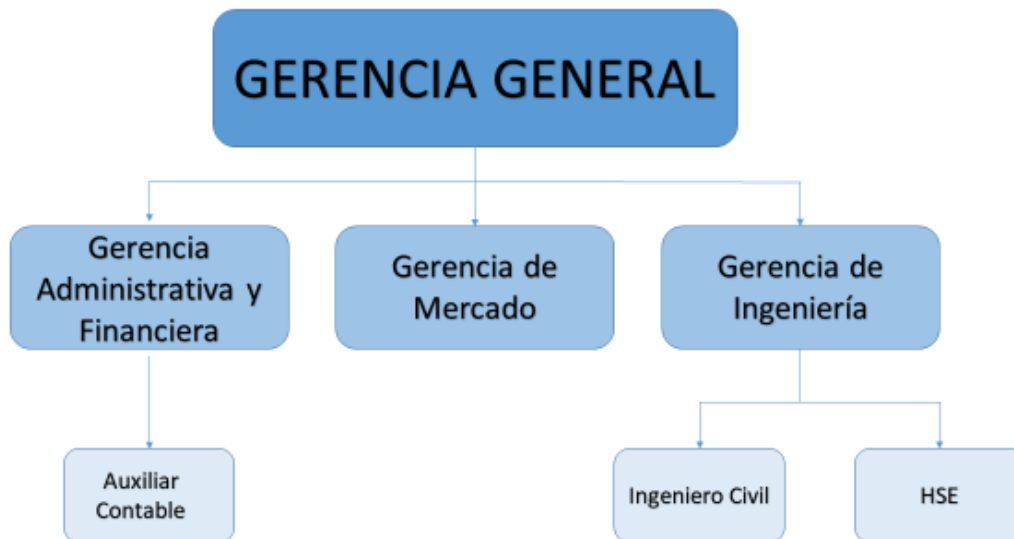 GERENCIA GENERAL
Gerencia
Administrativa y
Financiera
Gerencia de
Mercado
Gerencia de
Ingeniería
Auxiliar
Contable
Ingeniero Civil
HSE